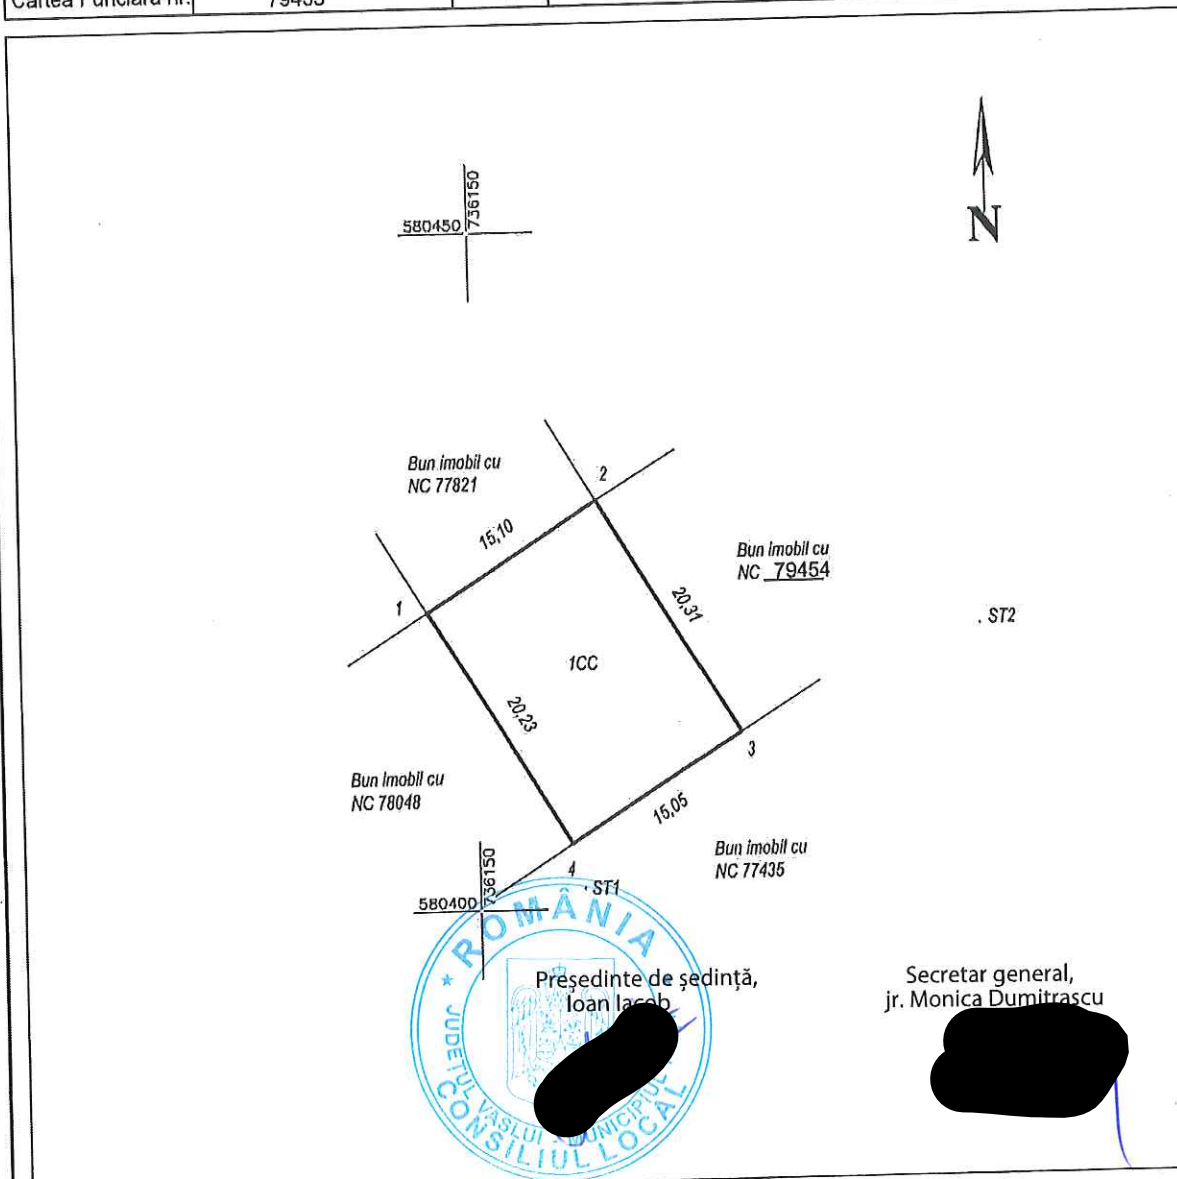 Cartea Funciară nr. 79453
N
736150
580450
Bun imobil cu
NC 77821
2
15,10
Bun imobil cu
NC 79454
1
20,31
. ST2
1CC
20,23
3
Bun imobil cu
NC 78048
15,05
Bun imobil cu
NC 77435
4
. ST1
736150
580400
ROMÂNIA
JUDEȚUL VASLUI - MUNICIPIUL
CONSILIUL LOCAL
Președinte de ședință,
Ioan Iacob
Secretar general,
jr. Monica Dumitrașcu